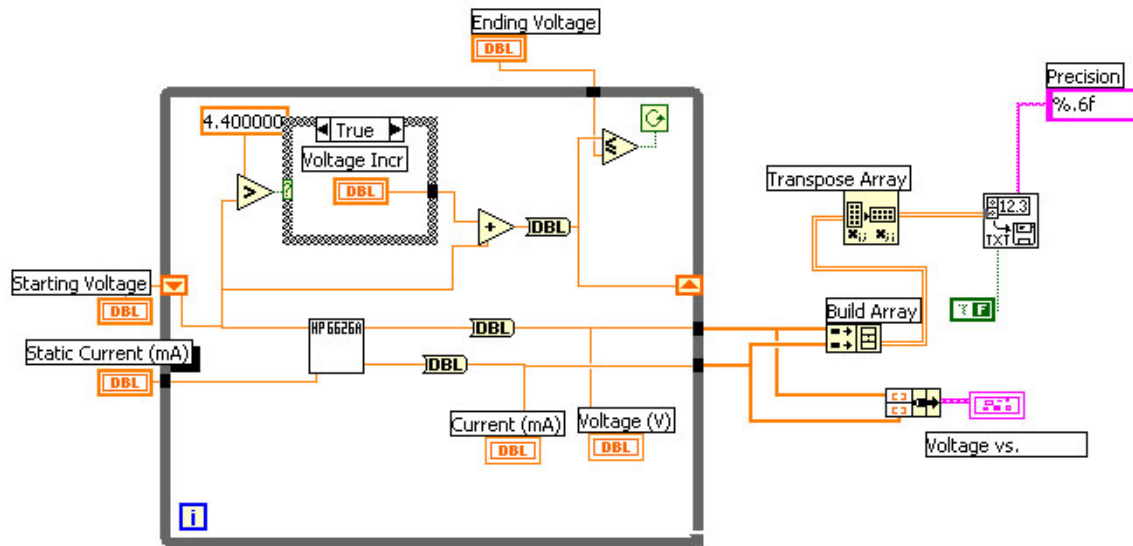 Ending Voltage
DBL
Precision
%.6f
4.400000
True
Voltage Incr
DBL
>
≤
?
+
DBL
Transpose Array
12.3
TXT
Starting Voltage
DBL
HP6626A
DBL
Build Array
F
Static Current (mA)
DBL
DBL
Current (mA)
DBL
Voltage (V)
DBL
Voltage vs.
i